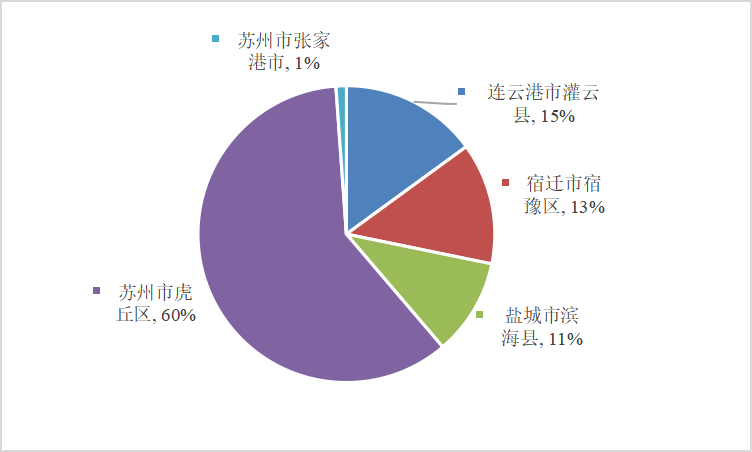 苏州市张家
港市, 1%
连云港市灌云
县, 15%
宿迁市宿
豫区, 13%
苏州市虎
丘区, 60%
盐城市滨
海县, 11%